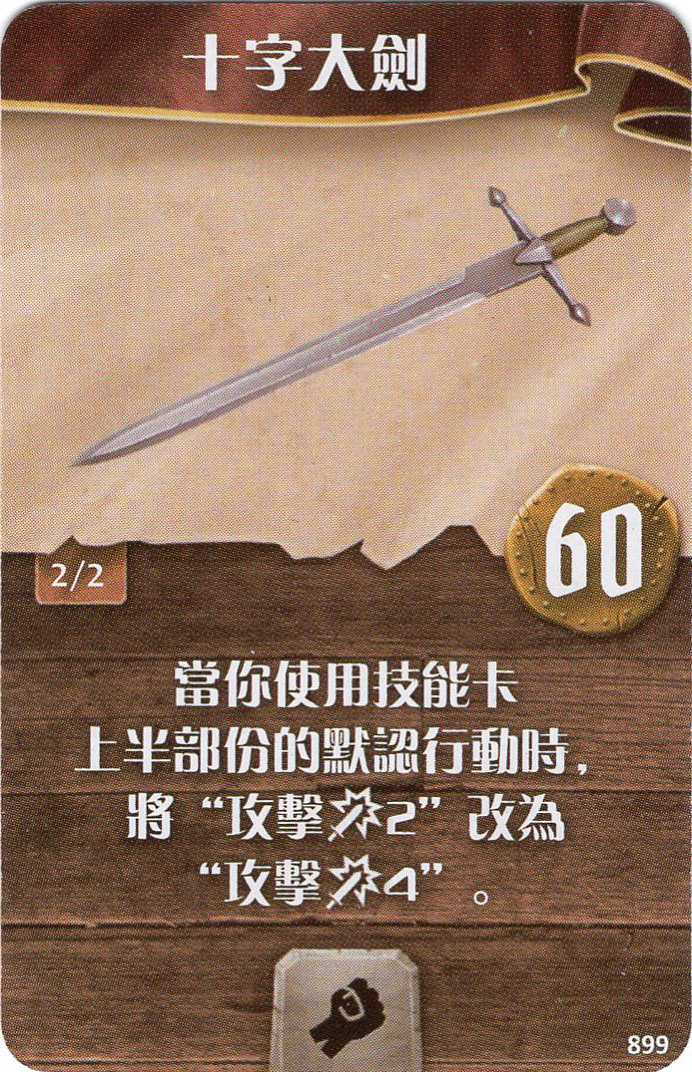 十字大劍
60
2/2
當你使用技能卡
上半部份的默認行動時，
將“攻擊2”改為
“攻擊4”。
899